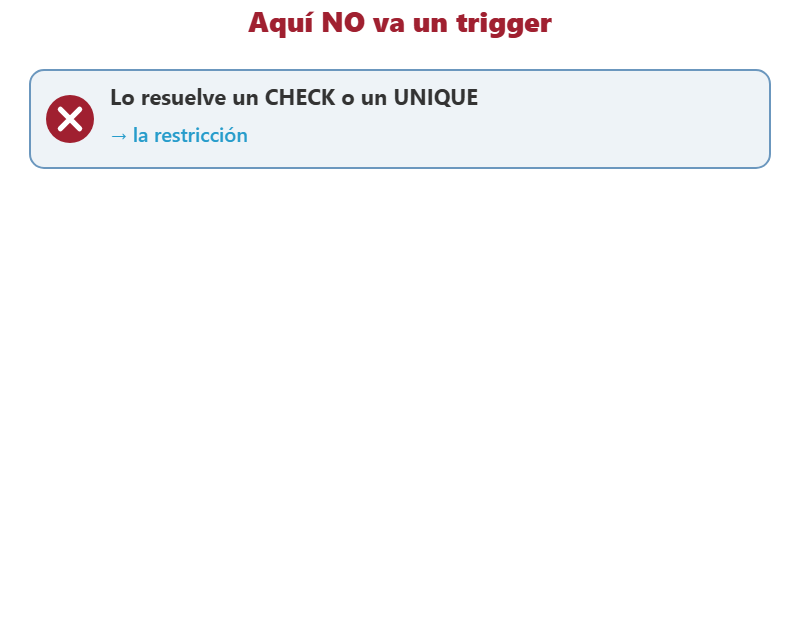 Aquí NO va un trigger
Lo resuelve un CHECK o un UNIQUE
→ la restricción